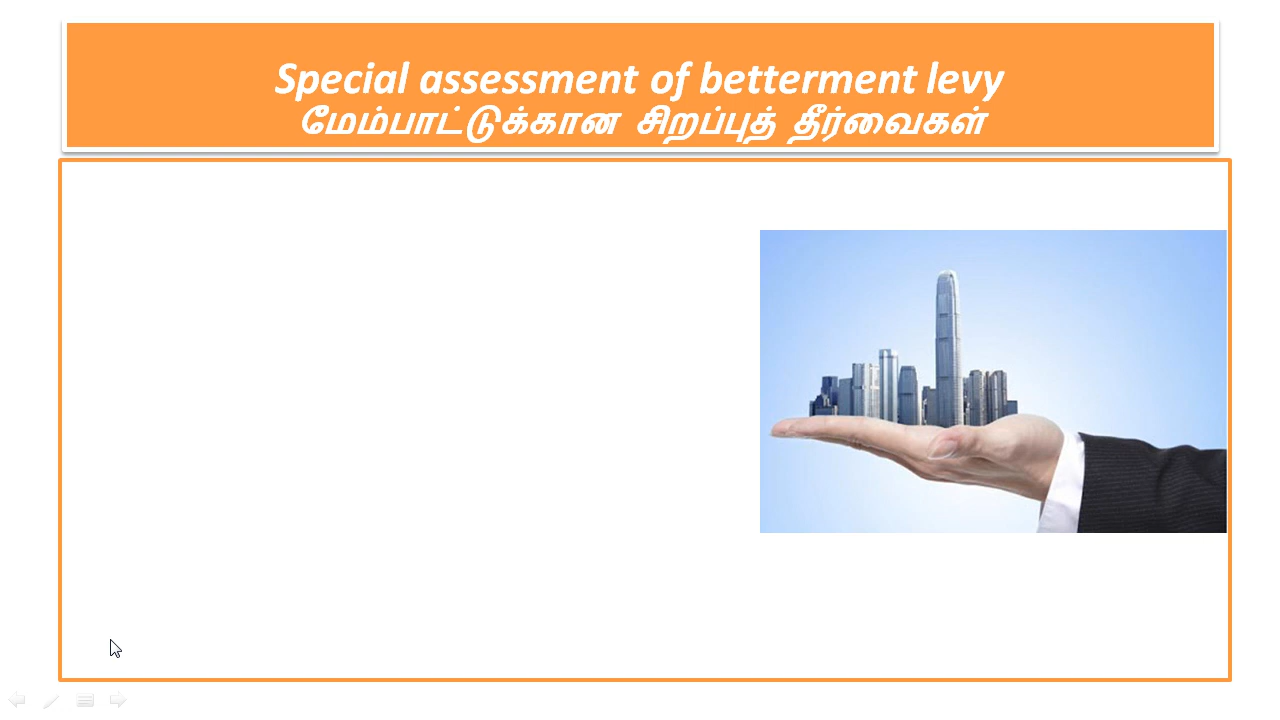 Special assessment of betterment levy
மேம்பாட்டுக்கான சிறப்புத் தீர்வைகள்